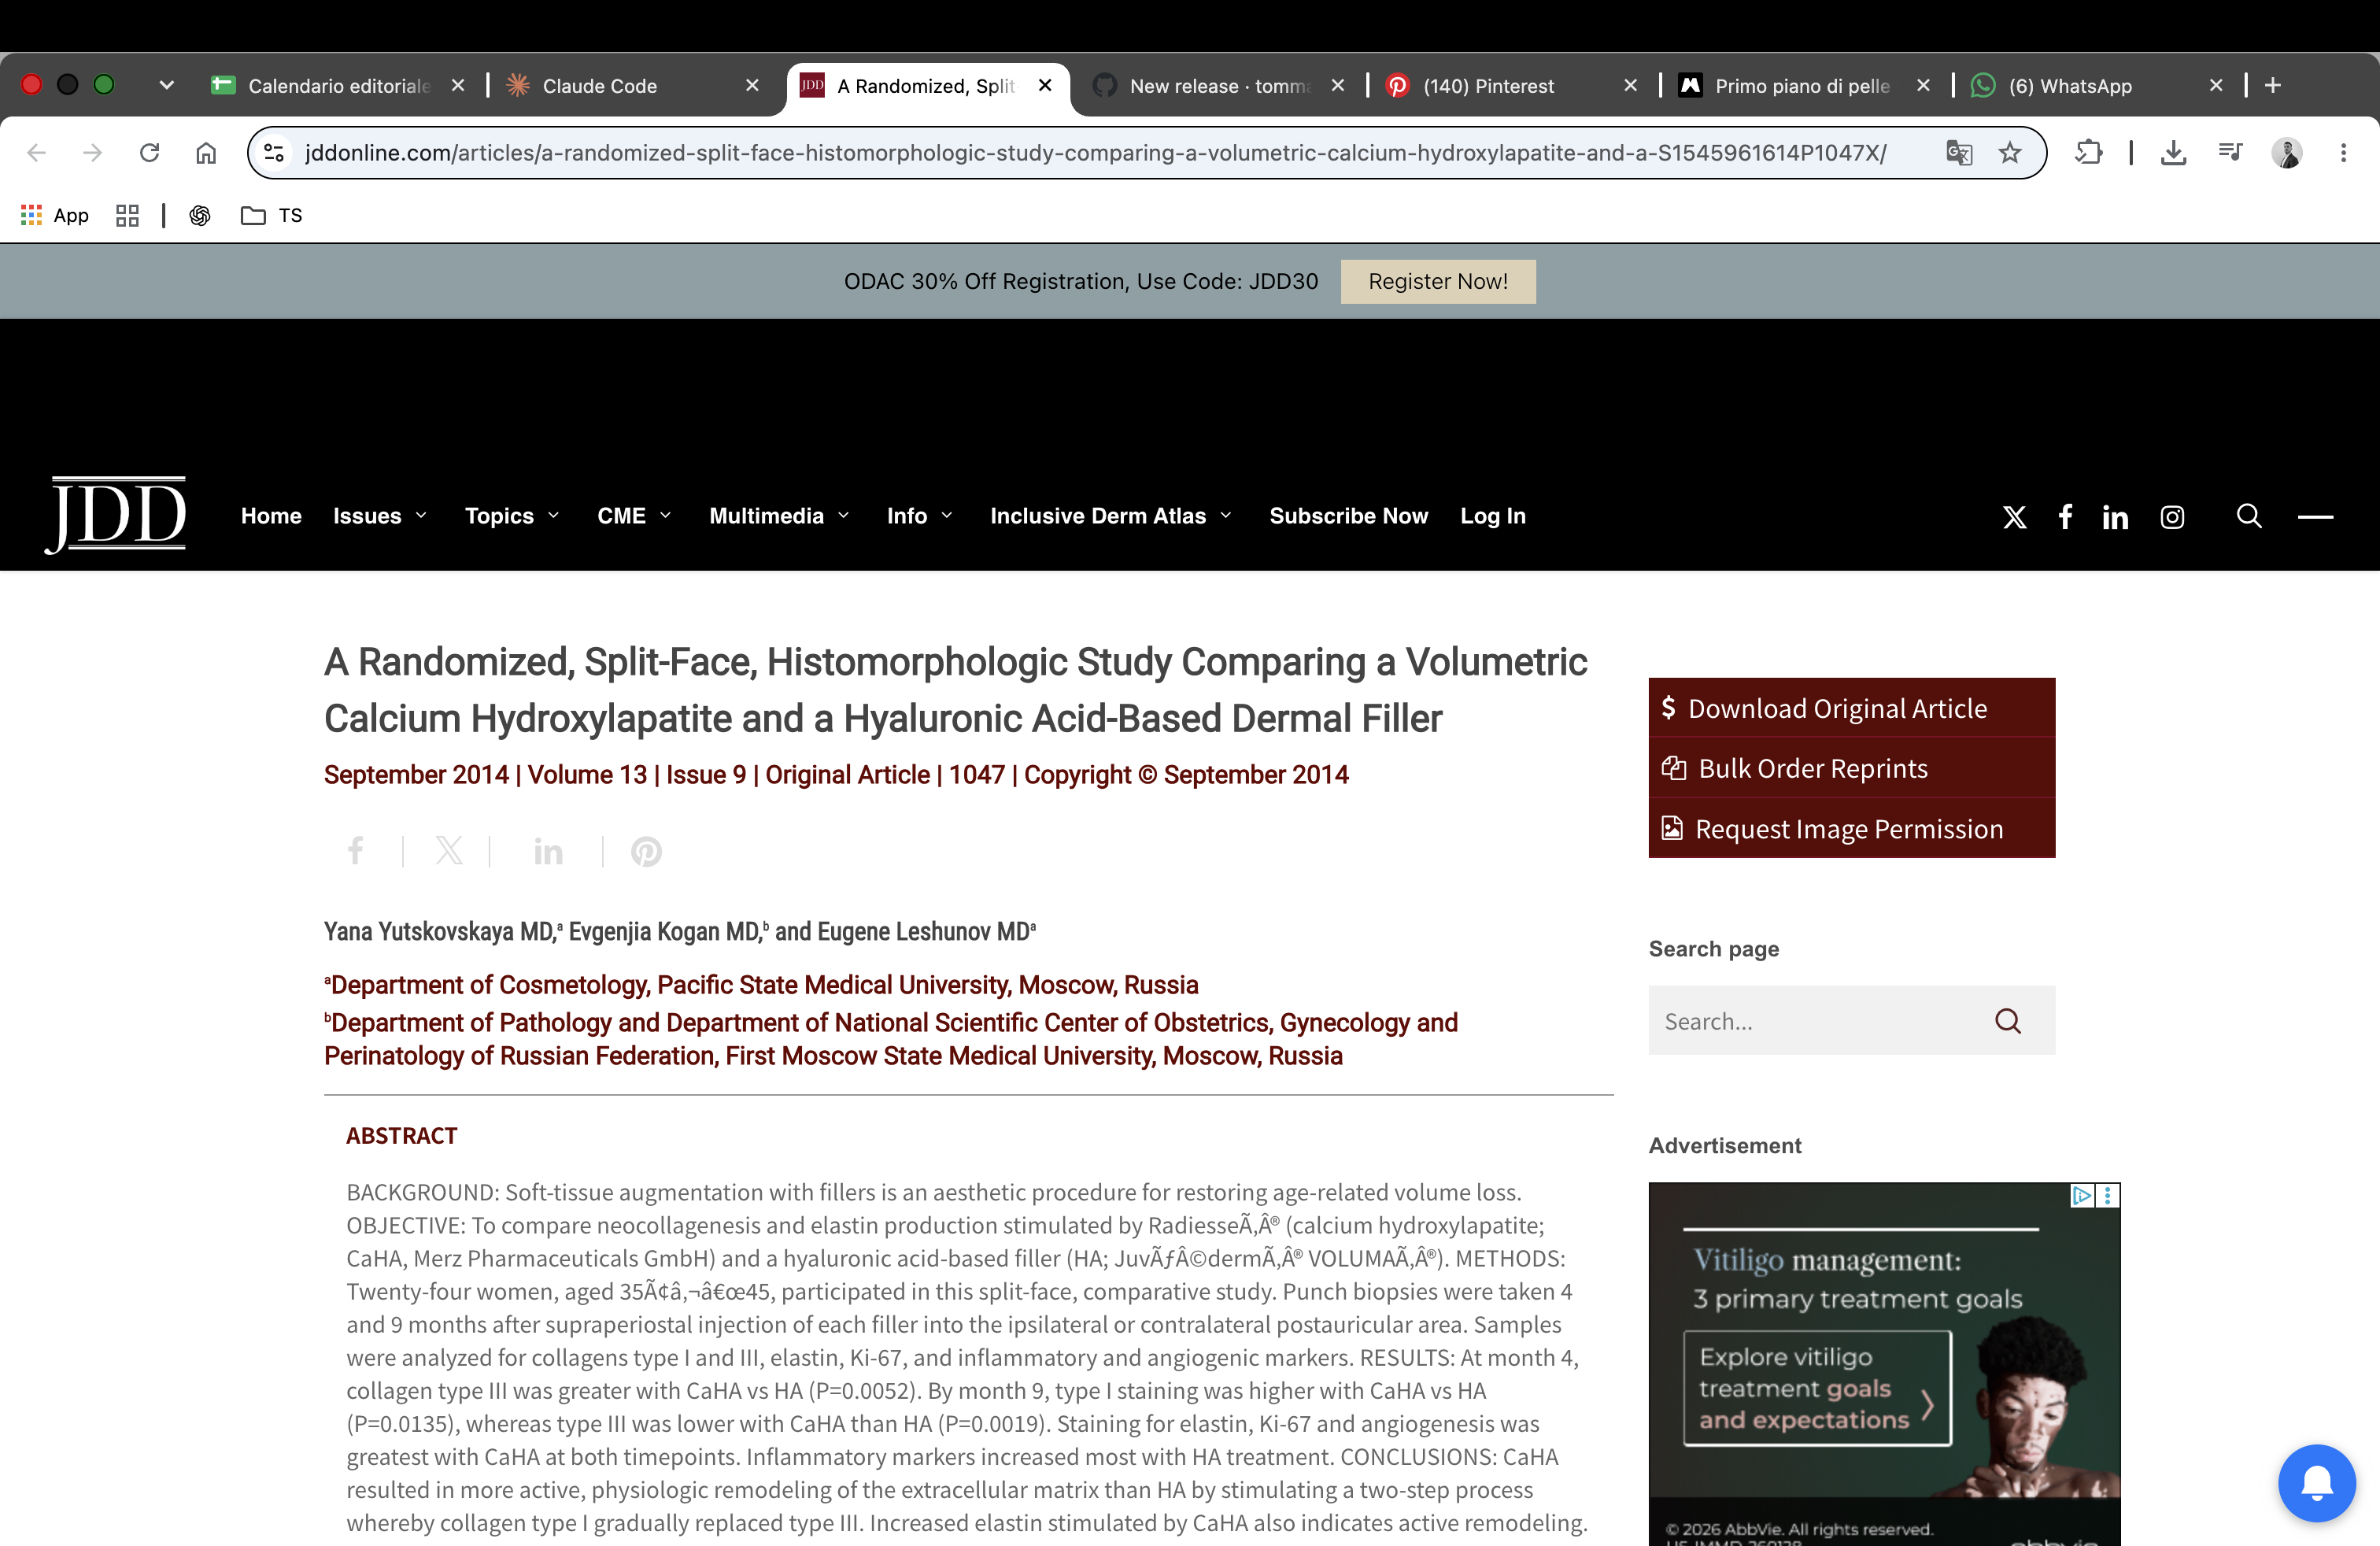 Calendario editoriale
Claude Code
A Randomized, Split
New release · tomma
(140) Pinterest
Primo piano di pelle
(6) WhatsApp
jddonline.com/articles/a-randomized-split-face-histomorphologic-study-comparing-a-volumetric-calcium-hydroxylapatite-and-a-S1545961614P1047X/
App
TS
ODAC 30% Off Registration, Use Code: JDD30
Register Now!
JDD
Home
Issues
Topics
CME
Multimedia
Info
Inclusive Derm Atlas
Subscribe Now
Log In
A Randomized, Split-Face, Histomorphologic Study Comparing a Volumetric
Calcium Hydroxylapatite and a Hyaluronic Acid-Based Dermal Filler
September 2014 | Volume 13 | Issue 9 | Original Article | 1047 | Copyright © September 2014
Yana Yutskovskaya MD,ª Evgenjia Kogan MD,ᵇ and Eugene Leshunov MDª
ªDepartment of Cosmetology, Pacific State Medical University, Moscow, Russia
ᵇDepartment of Pathology and Department of National Scientific Center of Obstetrics, Gynecology and
Perinatology of Russian Federation, First Moscow State Medical University, Moscow, Russia
ABSTRACT
BACKGROUND: Soft-tissue augmentation with fillers is an aesthetic procedure for restoring age-related volume loss.
OBJECTIVE: To compare neocollagenesis and elastin production stimulated by RadiesseÃ‚Â® (calcium hydroxylapatite;
CaHA, Merz Pharmaceuticals GmbH) and a hyaluronic acid-based filler (HA; JuvÃƒÂ©dermÃ‚Â® VOLUMAÃ‚Â®). METHODS:
Twenty-four women, aged 35Ã¢â‚¬â€œ45, participated in this split-face, comparative study. Punch biopsies were taken 4
and 9 months after supraperiostal injection of each filler into the ipsilateral or contralateral postauricular area. Samples
were analyzed for collagens type I and III, elastin, Ki-67, and inflammatory and angiogenic markers. RESULTS: At month 4,
collagen type III was greater with CaHA vs HA (P=0.0052). By month 9, type I staining was higher with CaHA vs HA
(P=0.0135), whereas type III was lower with CaHA than HA (P=0.0019). Staining for elastin, Ki-67 and angiogenesis was
greatest with CaHA at both timepoints. Inflammatory markers increased most with HA treatment. CONCLUSIONS: CaHA
resulted in more active, physiologic remodeling of the extracellular matrix than HA by stimulating a two-step process
whereby collagen type I gradually replaced type III. Increased elastin stimulated by CaHA also indicates active remodeling.
$ Download Original Article
Bulk Order Reprints
Request Image Permission
Search page
Search...
Advertisement
Vitiligo management:
3 primary treatment goals
Explore vitiligo
treatment goals
and expectations
© 2026 AbbVie. All rights reserved.